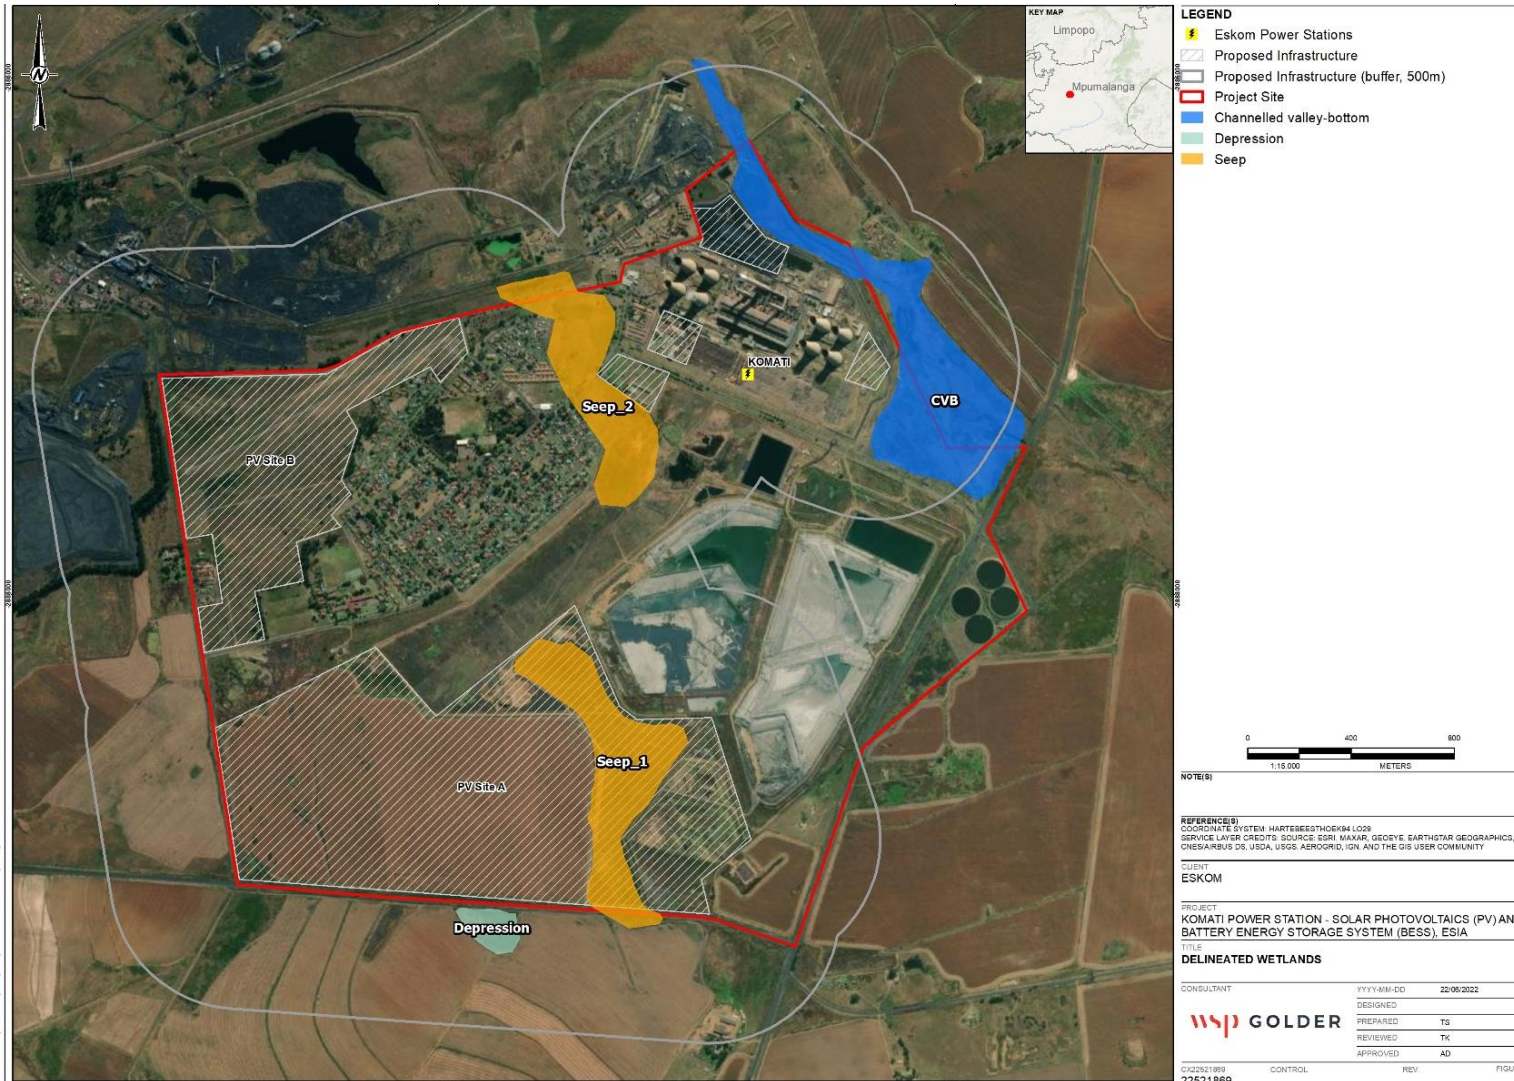 KEY MAP
Limpopo
Mpumalanga
KOMATI
Seep_2
CVB
PV Site B
Seep_1
PV Site A
Depression
LEGEND
Eskom Power Stations
Proposed Infrastructure
Proposed Infrastructure (buffer, 500m)
Project Site
Channelled valley-bottom
Depression
Seep
0 400 800
1:15 000 METERS
NOTE(S)
REFERENCE(S)
COORDINATE SYSTEM: HARTEBEESTHOEK94 LO29
SERVICE LAYER CREDITS: SOURCE: ESRI, MAXAR, GEOEYE, EARTHSTAR GEOGRAPHICS,
CNES/AIRBUS DS, USDA, USGS, AEROGRID, IGN, AND THE GIS USER COMMUNITY
CLIENT
ESKOM
PROJECT
KOMATI POWER STATION - SOLAR PHOTOVOLTAICS (PV) AN
BATTERY ENERGY STORAGE SYSTEM (BESS), ESIA
TITLE
DELINEATED WETLANDS
CONSULTANT
wsp GOLDER
YYYY-MM-DD 22/06/2022
DESIGNED
PREPARED TS
REVIEWED TK
APPROVED AD
CX22521869 CONTROL REV FIGU
22521869